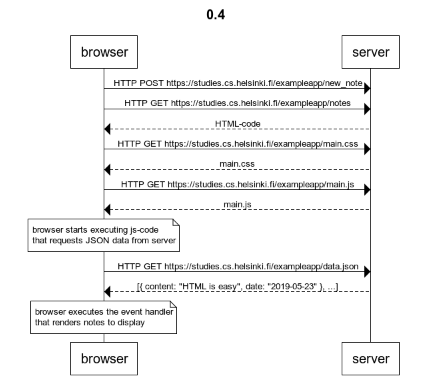 0.4
browser server
HTTP POST https://studies.cs.helsinki.fi/exampleapp/new_note
HTTP GET https://studies.cs.helsinki.fi/exampleapp/notes
HTML-code
HTTP GET https://studies.cs.helsinki.fi/exampleapp/main.css
main.css
HTTP GET https://studies.cs.helsinki.fi/exampleapp/main.js
main.js
browser starts executing js-code
that requests JSON data from server
HTTP GET https://studies.cs.helsinki.fi/exampleapp/data.json
[{ content: "HTML is easy", date: "2019-05-23" }, ...]
browser executes the event handler
that renders notes to display
browser server